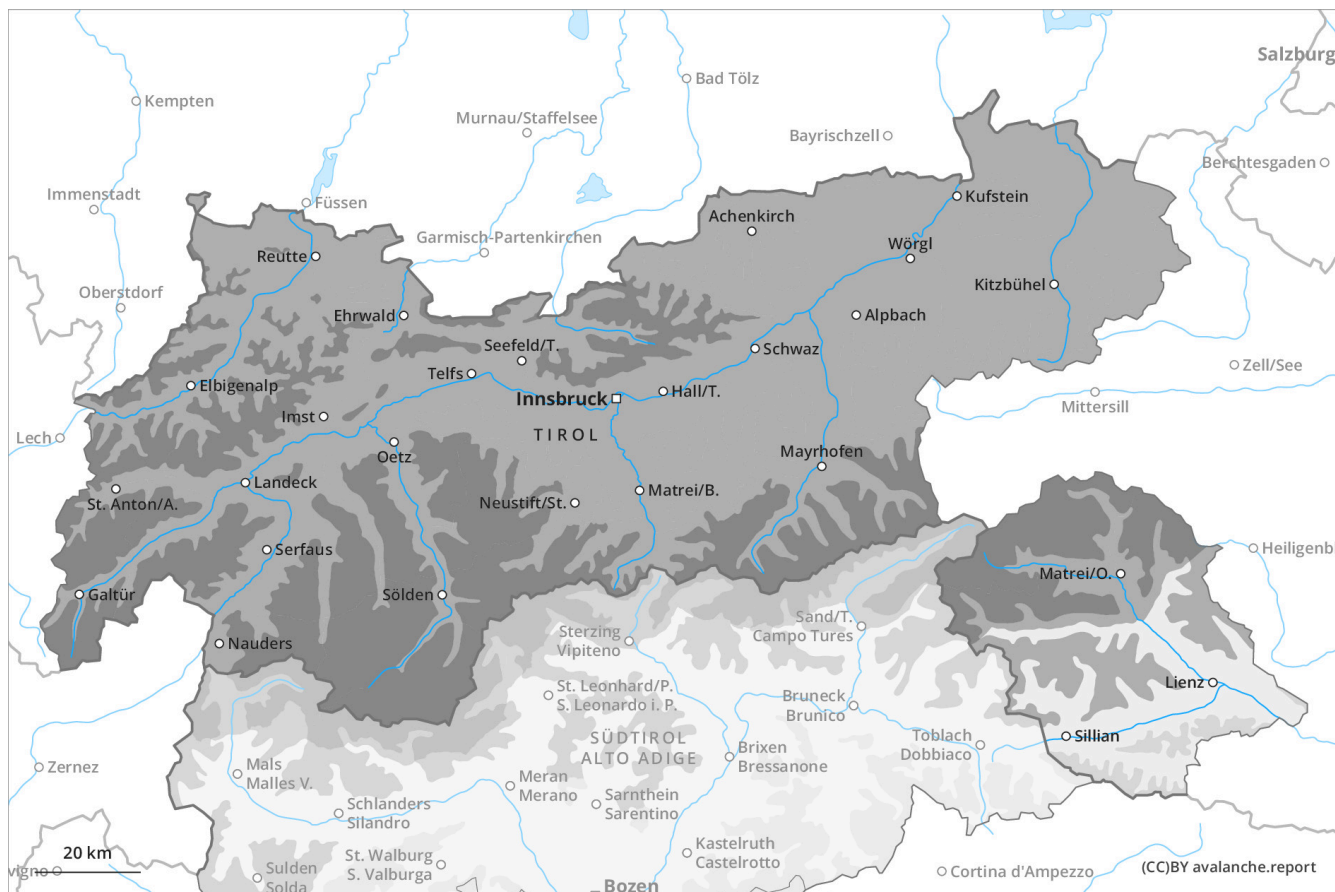 Salzburg
Bad Tölz
Kempten
Murnau/Staffelsee
Bayrischzell
Berchtesgaden
Immenstadt
Füssen
Kufstein
Achenkirch
Garmisch-Partenkirchen
Wörgl
Reutte
Kitzbühel
Oberstdorf
Ehrwald
Alpbach
Seefeld/T.
Schwaz
Zell/See
Telfs
Elbigenalp
Hall/T.
Innsbruck
Mittersill
Imst
Lech
TIROL
Oetz
Mayrhofen
Landeck
St. Anton/A.
Neustift/St.
Matrei/B.
Serfaus
Heiligenb
Matrei/O.
Galtür
Sölden
Sand/T.
Campo Tures
Sterzing
Vipiteno
Nauders
Lienz
St. Leonhard/P.
S. Leonardo i. P.
Bruneck
Brunico
SÜDTIROL
ALTO ADIGE
Sillian
Toblach
Dobbiaco
Brixen
Bressanone
Zernez
Mals
Malles V.
Meran
Merano
Sarnthein
Sarentino
Schlanders
Silandro
Kastelruth
Castelrotto
20 km
St. Walburg
S. Valburga
vigno
Sulden
Solda
Cortina d'Ampezzo
(CC)BY avalanche.report
Bozen